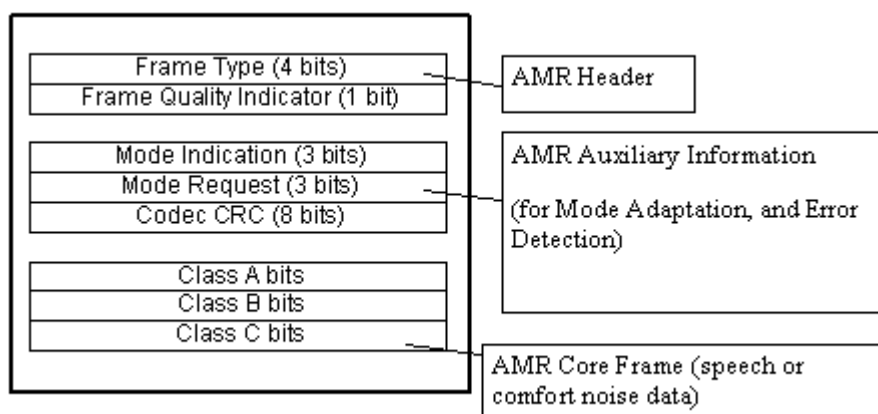 Frame Type (4 bits)
Frame Quality Indicator (1 bit)
AMR Header
Mode Indication (3 bits)
Mode Request (3 bits)
Codec CRC (8 bits)
AMR Auxiliary Information
(for Mode Adaptation, and Error
Detection)
Class A bits
Class B bits
Class C bits
AMR Core Frame (speech or
comfort noise data)